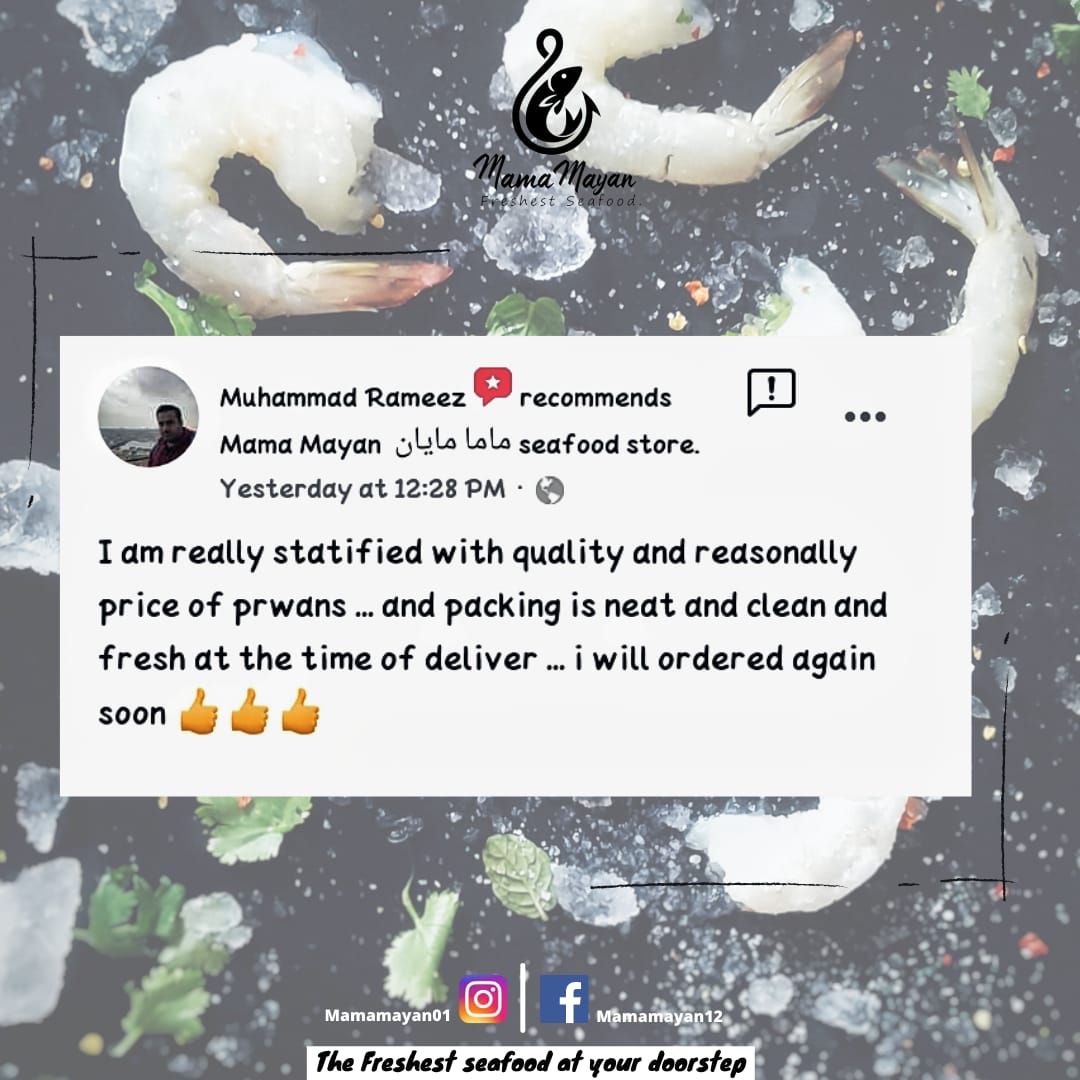 Mama Mayan
Freshest Seafood.
Muhammad Rameez recommends
Mama Mayan ماما مایان seafood store.
Yesterday at 12:28 PM ·
I am really statified with quality and reasonally
price of prwans ... and packing is neat and clean and
fresh at the time of deliver ... i will ordered again
soon 👍👍👍
Mamamayan01 Mamamayan12
The Freshest seafood at your doorstep